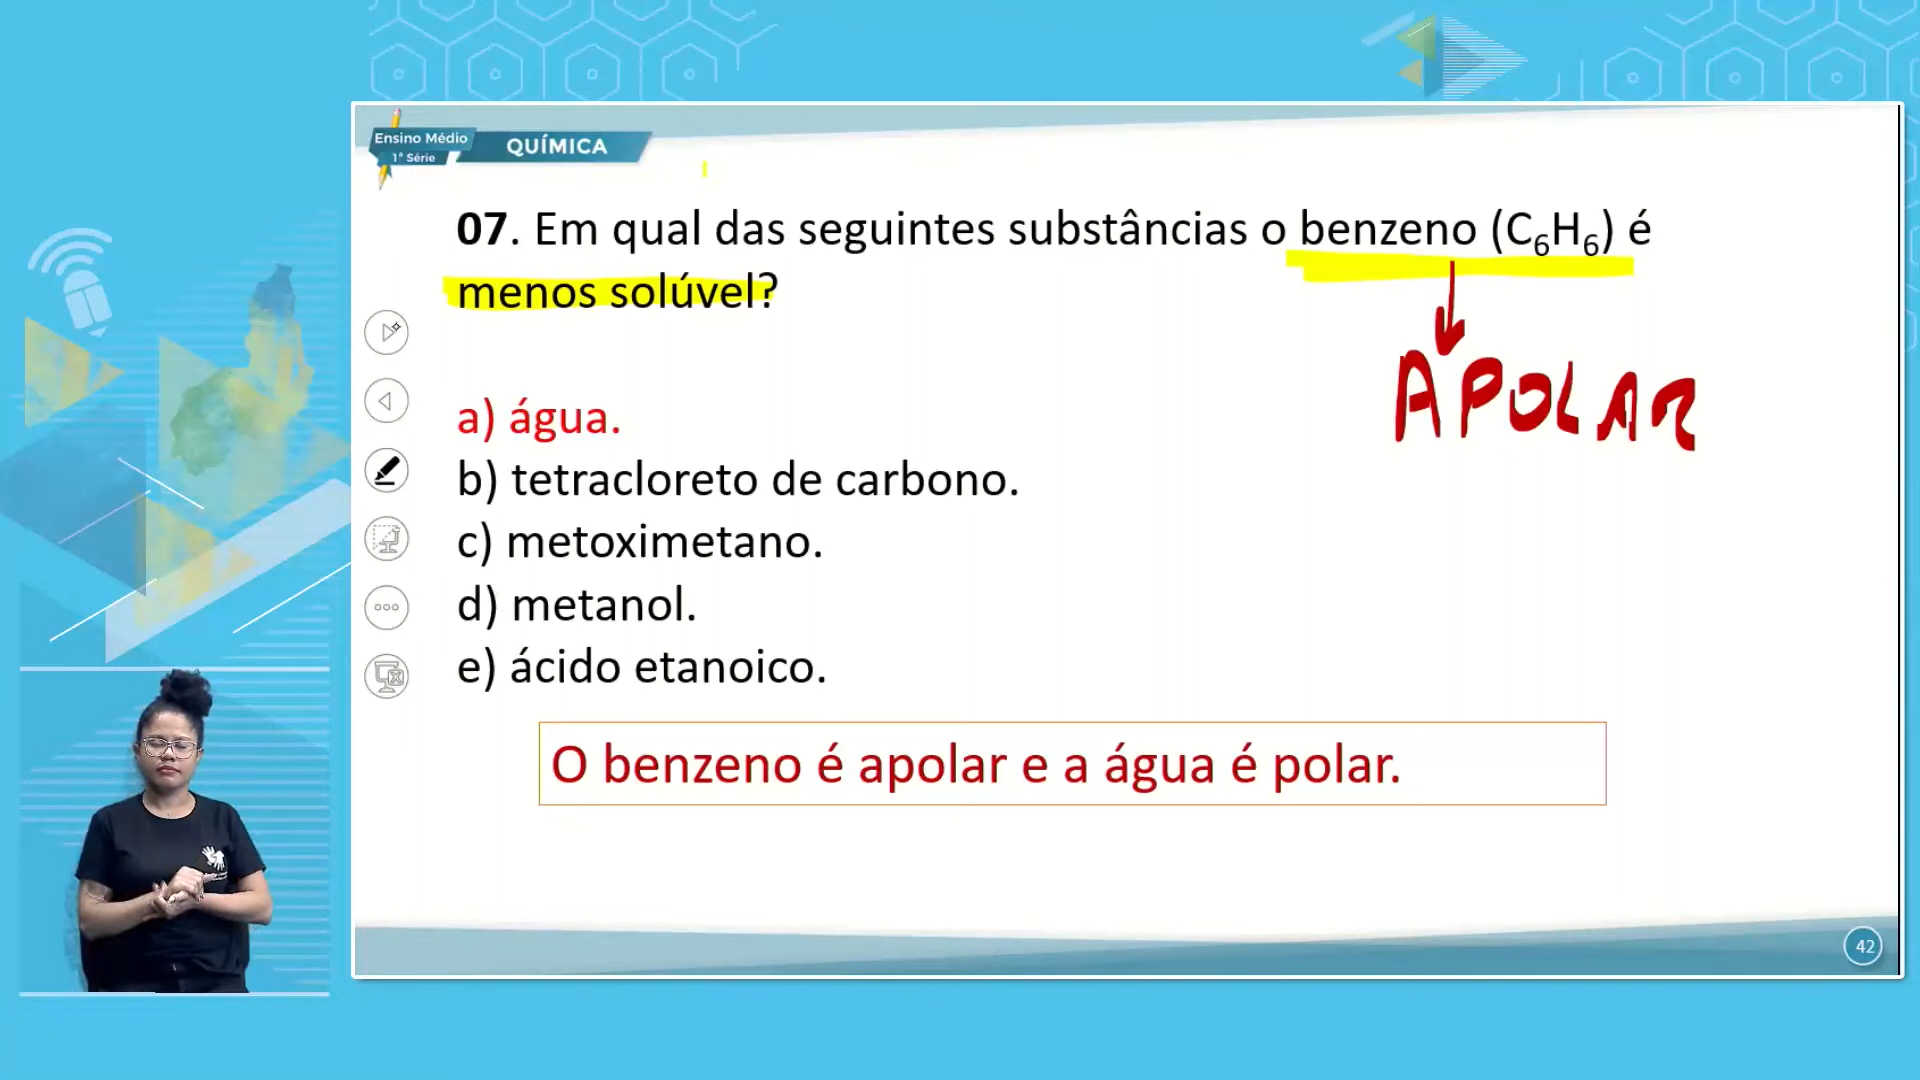 Ensino Médio
1ª Série
QUÍMICA
07. Em qual das seguintes substâncias o benzeno (C₆H₆) é
menos solúvel?
APOLAR
a) água.
b) tetracloreto de carbono.
c) metoximetano.
d) metanol.
e) ácido etanoico.
O benzeno é apolar e a água é polar.
42